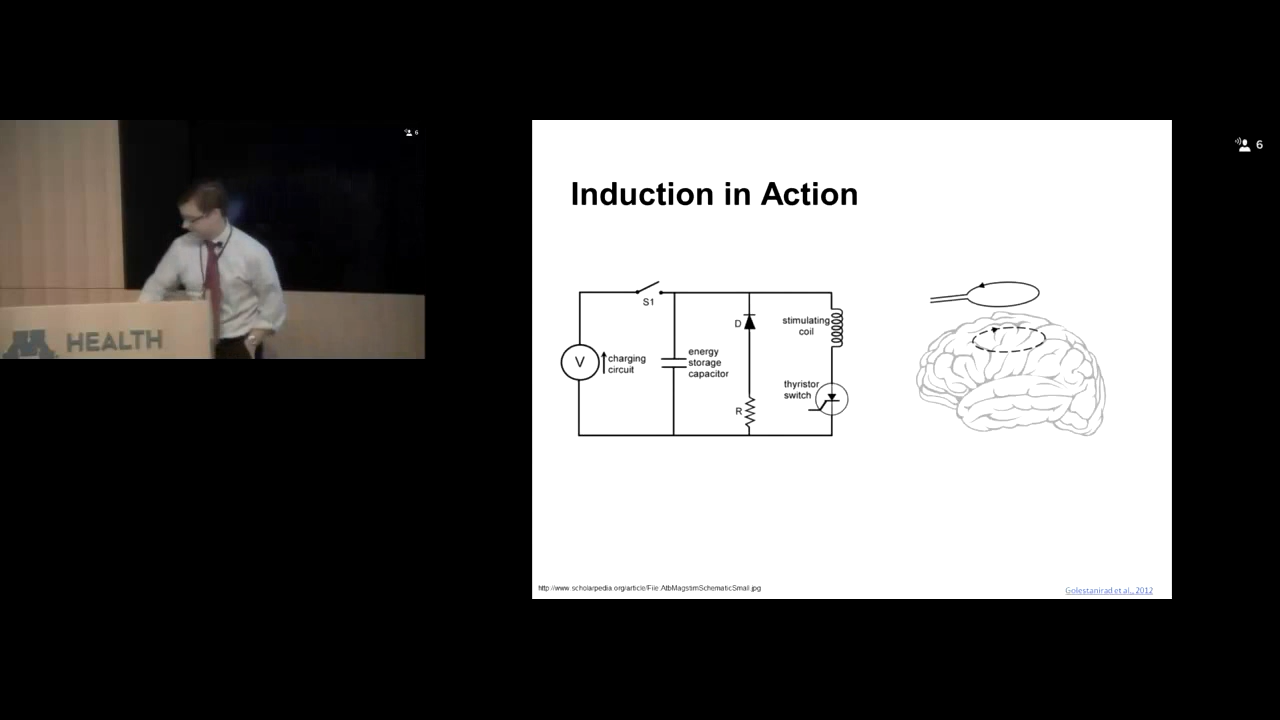 6
HEALTH
6
Induction in Action
S1
V
charging
circuit
energy
storage
capacitor
D
R
stimulating
coil
thyristor
switch
http://www.scholarpedia.org/article/File:AtbMagstimSchematicSmall.jpg
Golestanirad et al., 2012